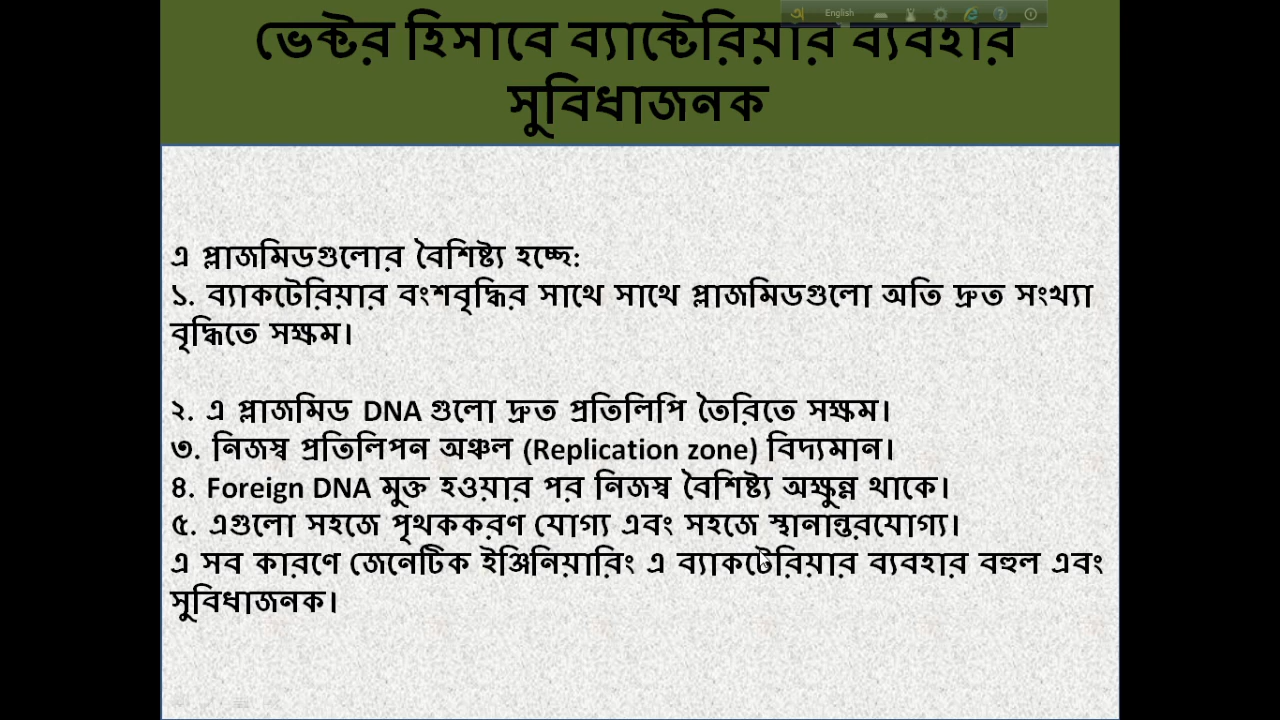 English
ভেক্টর হিসাবে ব্যাক্টেরিয়ার ব্যবহার
সুবিধাজনক
এ প্লাজমিডগুলোর বৈশিষ্ট্য হচ্ছে:
১. ব্যাকটেরিয়ার বংশবৃদ্ধির সাথে সাথে প্লাজমিডগুলো অতি দ্রুত সংখ্যা
বৃদ্ধিতে সক্ষম।
২. এ প্লাজমিড DNA গুলো দ্রুত প্রতিলিপি তৈরিতে সক্ষম।
৩. নিজস্ব প্রতিলিপন অঞ্চল (Replication zone) বিদ্যমান।
৪. Foreign DNA মুক্ত হওয়ার পর নিজস্ব বৈশিষ্ট্য অক্ষুন্ন থাকে।
৫. এগুলো সহজে পৃথককরণ যোগ্য এবং সহজে স্থানান্তরযোগ্য।
এ সব কারণে জেনেটিক ইঞ্জিনিয়ারিং এ ব্যাকটেরিয়ার ব্যবহার বহুল এবং
সুবিধাজনক।